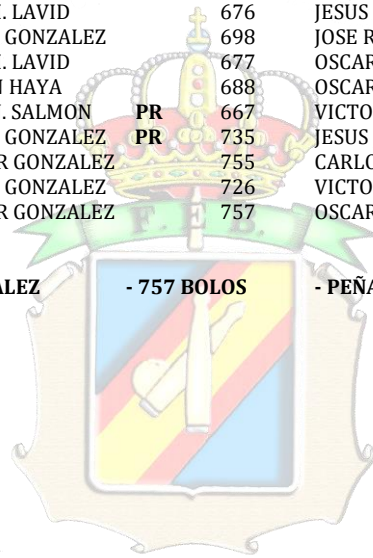 . LAVID 676 JESUS
GONZALEZ 698 JOSE R
. LAVID 677 OSCAR
HAYA 688 OSCAR
. SALMON PR 667 VICTO
GONZALEZ PR 735 JESUS
R GONZALEZ 755 CARLO
GONZALEZ 726 VICTO
R GONZALEZ 757 OSCAR
F. E. B.
ALEZ - 757 BOLOS - PEÑA